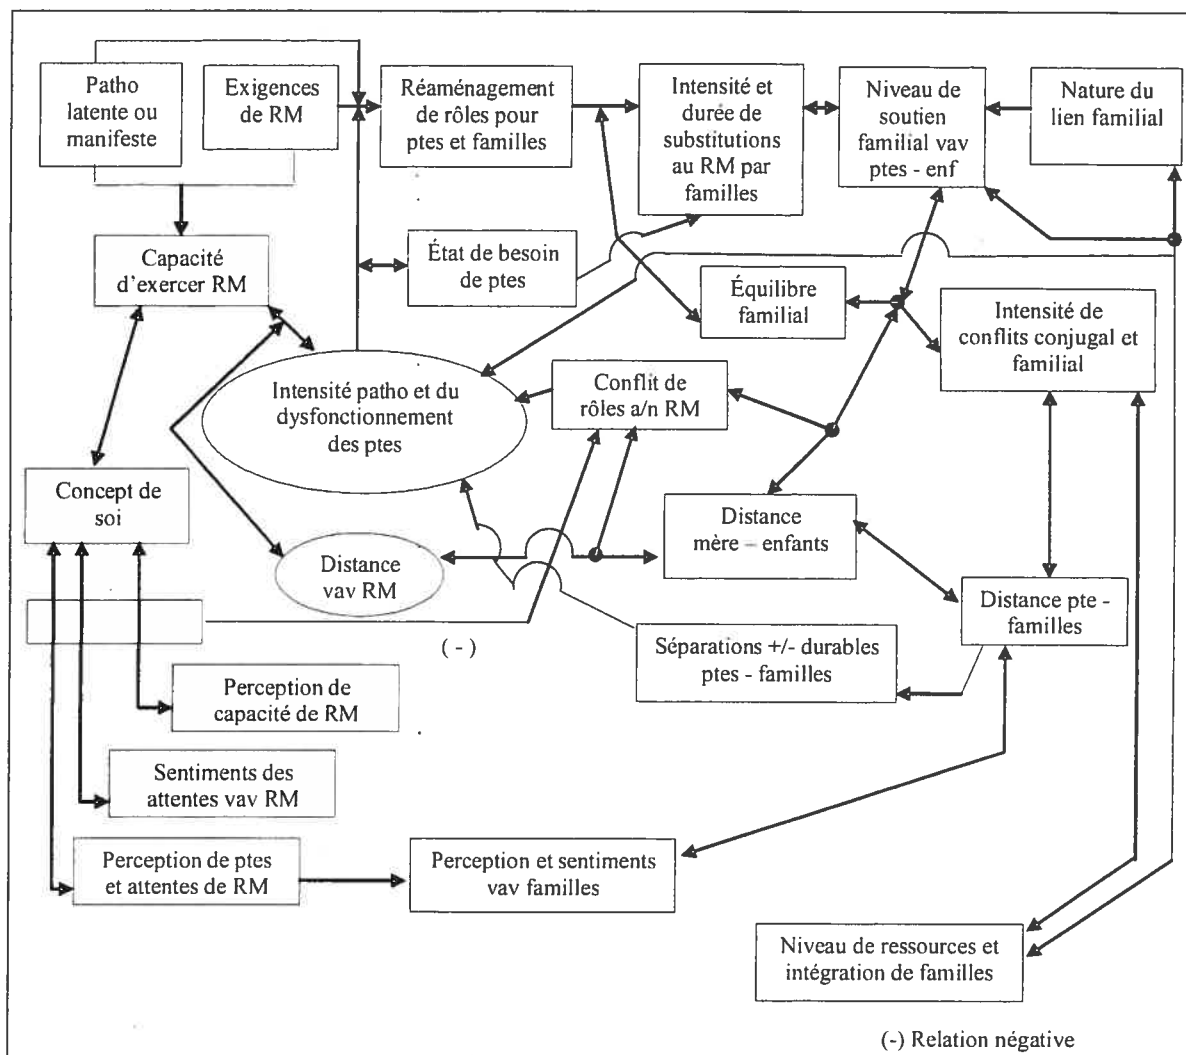 Patho
latente ou
manifeste
Exigences
de RM
Réaménagement
de rôles pour
ptes et familles
Intensité et
durée de
substitutions
au RM par
familles
Niveau de
soutien
familial vav
ptes - enf
Nature du
lien familial
Capacité
d'exercer RM
État de besoin
de ptes
Équilibre
familial
Intensité de
conflits conjugal et
familial
Intensité patho et du
dysfonctionnement
des ptes
Conflit de
rôles a/n RM
Concept de
soi
Distance
mère – enfants
Distance
vav RM
Distance pte -
familles
( - )
Séparations +/- durables
ptes - familles
Perception de
capacité de RM
Sentiments des
attentes vav RM
Perception de ptes
et attentes de RM
Perception et sentiments
vav familles
Niveau de ressources et
intégration de familles
(-) Relation négative